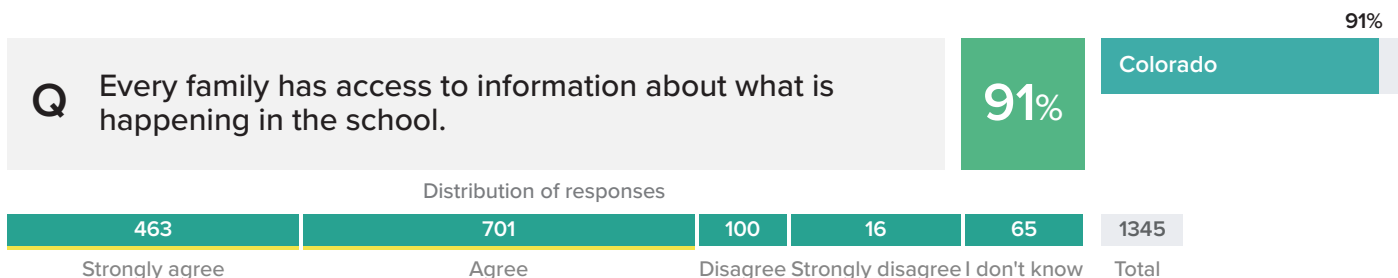 91%
Q
Every family has access to information about what is
happening in the school.
91%
Colorado
Distribution of responses
463 701 100 16 65 1345
Strongly agree Agree Disagree Strongly disagree I don't know Total